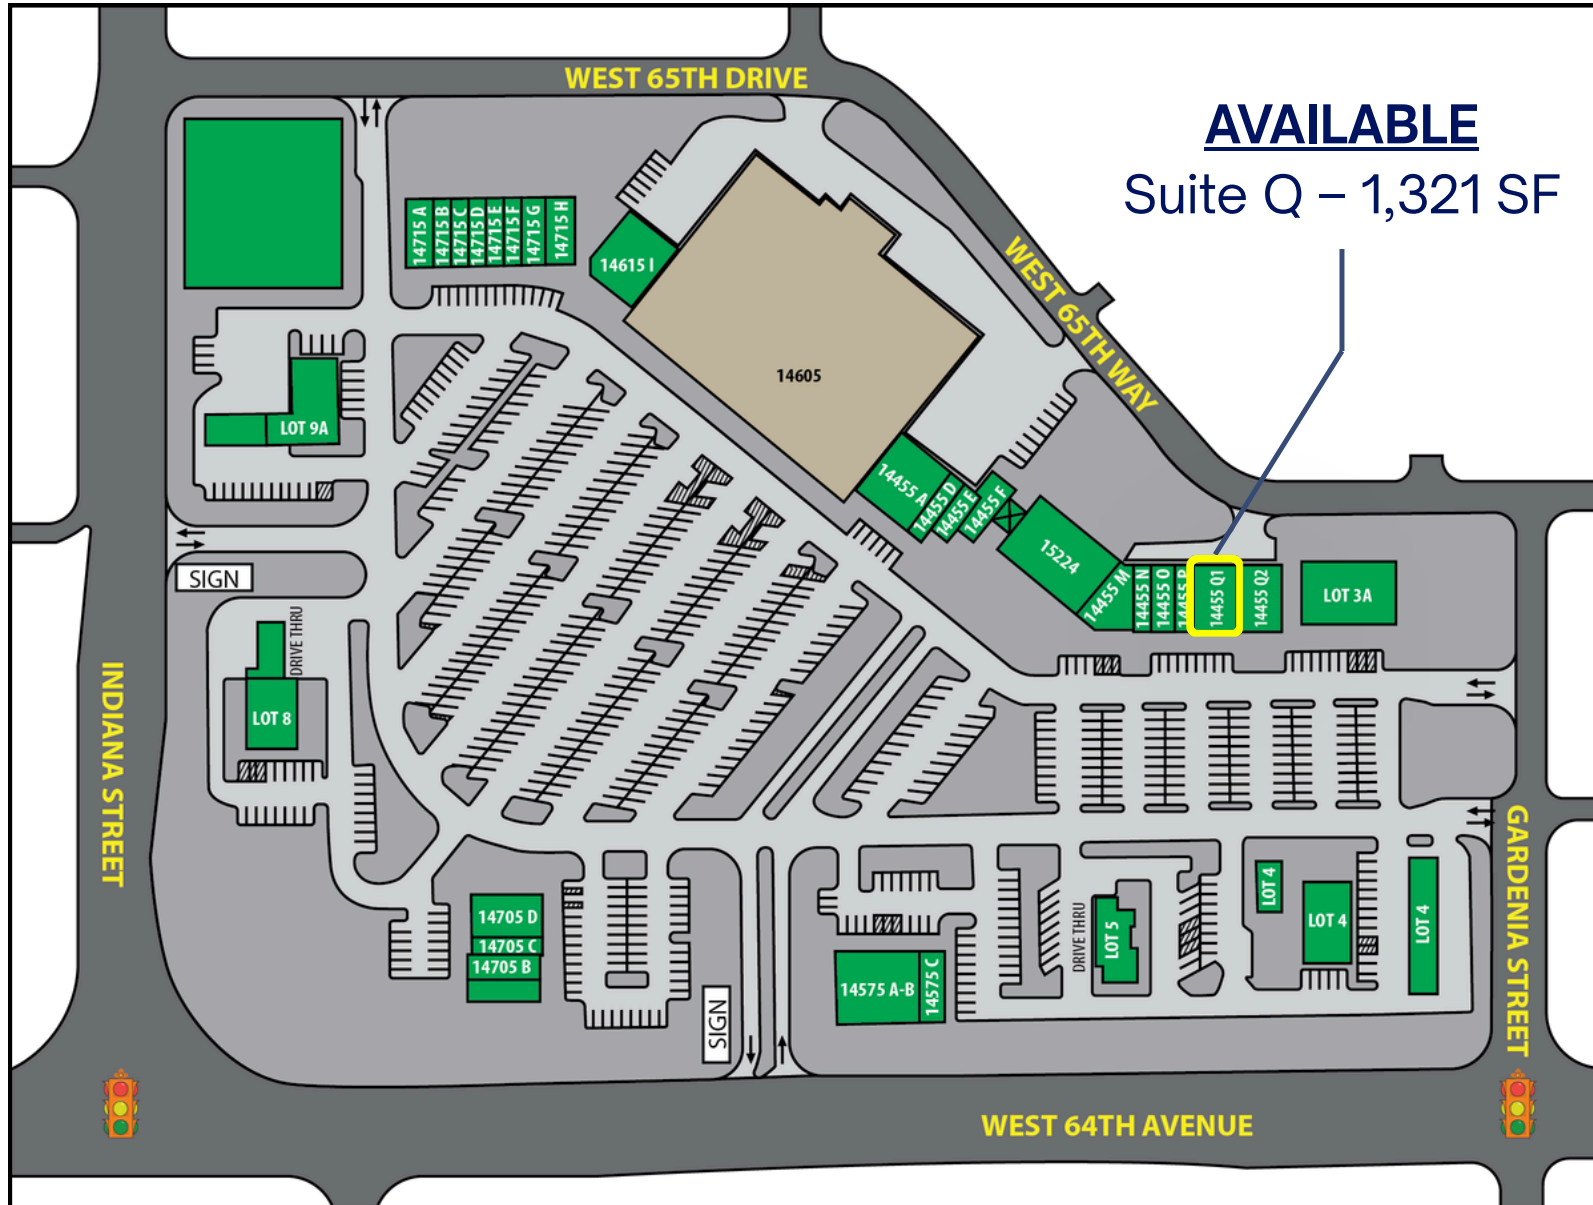 WEST 65TH DRIVE
AVAILABLE
Suite Q – 1,321 SF
WEST 65TH WAY
14715 A
14715 B
14715 C
14715 D
14715 E
14715 F
14715 G
14715 H
14615 I
14605
LOT 9A
14455 A
14455 D
14455 E
14455 F
15224
14455 M
14455 N
14455 O
14455 P
14455 Q1
14455 Q2
LOT 3A
SIGN
DRIVE THRU
LOT 8
INDIANA STREET
GARDENIA STREET
14705 D
14705 C
14705 B
SIGN
14575 A-B
14575 C
DRIVE THRU
LOT 5
LOT 4
LOT 4
LOT 4
WEST 64TH AVENUE